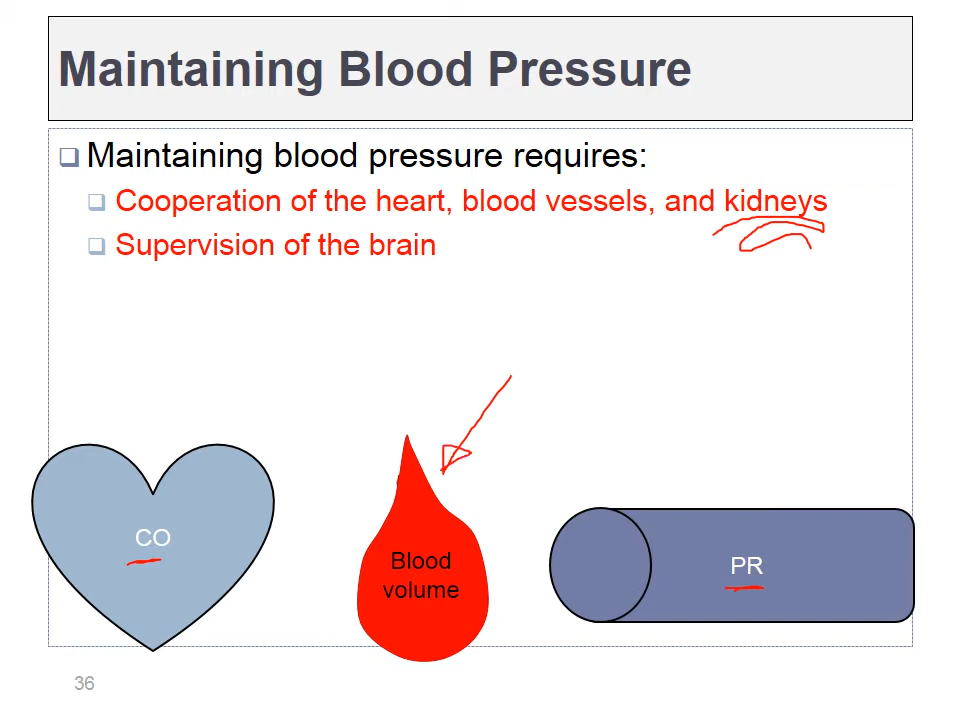 Maintaining Blood Pressure
Maintaining blood pressure requires:
Cooperation of the heart, blood vessels, and kidneys
Supervision of the brain
CO
Blood
volume
PR
36